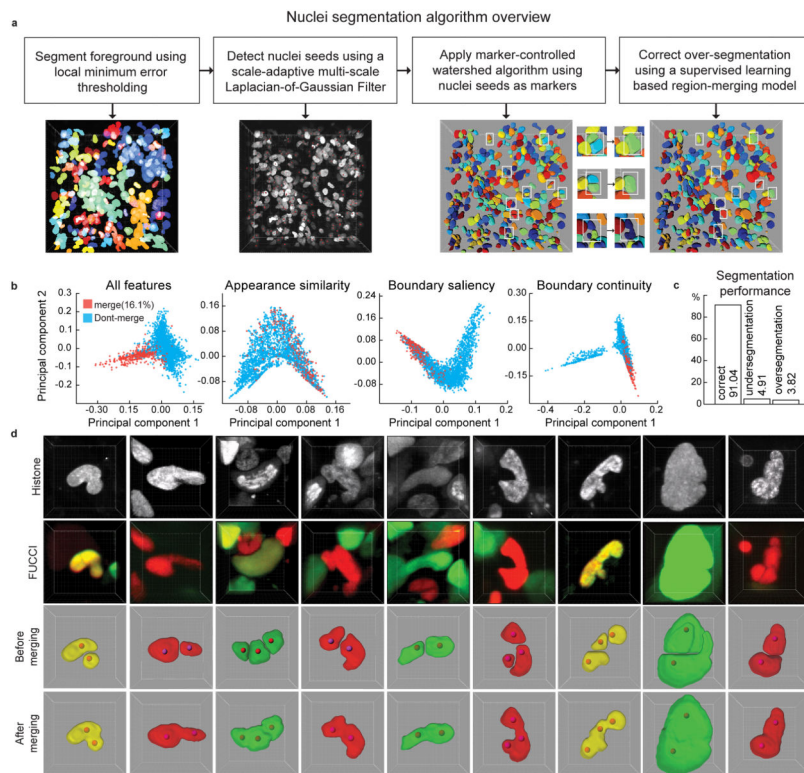 Nuclei segmentation algorithm overview
a
Segment foreground using
local minimum error
thresholding
Detect nuclei seeds using a
scale-adaptive multi-scale
Laplacian-of-Gaussian Filter
Apply marker-controlled
watershed algorithm using
nuclei seeds as markers
Correct over-segmentation
using a supervised learning
based region-merging model
b
All features
Appearance similarity
Boundary saliency
Boundary continuity
c
Segmentation
performance
Principal component 2
0.3
0.2
0.1
0.0
-0.1
-0.2
merge(16.1%)
Dont-merge
-0.30
-0.15
0.00
0.15
Principal component 1
0.16
0.08
0.00
-0.08
-0.08
0.00
0.08
0.16
Principal component 1
0.24
0.16
0.08
0.00
-0.08
-0.1
0.0
0.1
0.2
Principal component 1
0.30
0.15
0.00
-0.15
-0.4
-0.2
0.0
0.2
Principal component 1
%
80
60
40
20
0
correct
91.04
undersegmentation
4.91
oversegmentation
3.82
d
Histone
FUCCI
Before
merging
After
merging